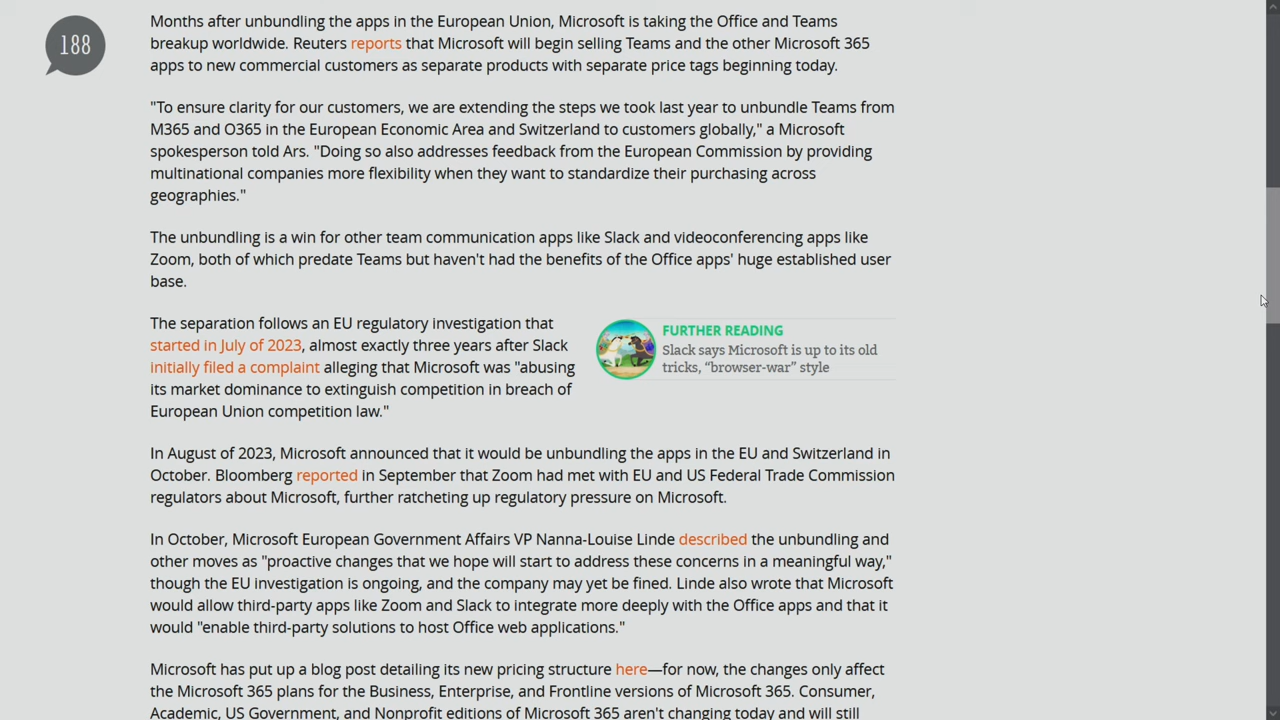 188
Months after unbundling the apps in the European Union, Microsoft is taking the Office and Teams
breakup worldwide. Reuters reports that Microsoft will begin selling Teams and the other Microsoft 365
apps to new commercial customers as separate products with separate price tags beginning today.
"To ensure clarity for our customers, we are extending the steps we took last year to unbundle Teams from
M365 and O365 in the European Economic Area and Switzerland to customers globally," a Microsoft
spokesperson told Ars. "Doing so also addresses feedback from the European Commission by providing
multinational companies more flexibility when they want to standardize their purchasing across
geographies."
The unbundling is a win for other team communication apps like Slack and videoconferencing apps like
Zoom, both of which predate Teams but haven't had the benefits of the Office apps' huge established user
base.
The separation follows an EU regulatory investigation that
started in July of 2023, almost exactly three years after Slack
initially filed a complaint alleging that Microsoft was "abusing
its market dominance to extinguish competition in breach of
European Union competition law."
FURTHER READING
Slack says Microsoft is up to its old
tricks, “browser-war” style
In August of 2023, Microsoft announced that it would be unbundling the apps in the EU and Switzerland in
October. Bloomberg reported in September that Zoom had met with EU and US Federal Trade Commission
regulators about Microsoft, further ratcheting up regulatory pressure on Microsoft.
In October, Microsoft European Government Affairs VP Nanna-Louise Linde described the unbundling and
other moves as "proactive changes that we hope will start to address these concerns in a meaningful way,"
though the EU investigation is ongoing, and the company may yet be fined. Linde also wrote that Microsoft
would allow third-party apps like Zoom and Slack to integrate more deeply with the Office apps and that it
would "enable third-party solutions to host Office web applications."
Microsoft has put up a blog post detailing its new pricing structure here—for now, the changes only affect
the Microsoft 365 plans for the Business, Enterprise, and Frontline versions of Microsoft 365. Consumer,
Academic, US Government, and Nonprofit editions of Microsoft 365 aren't changing today and will still